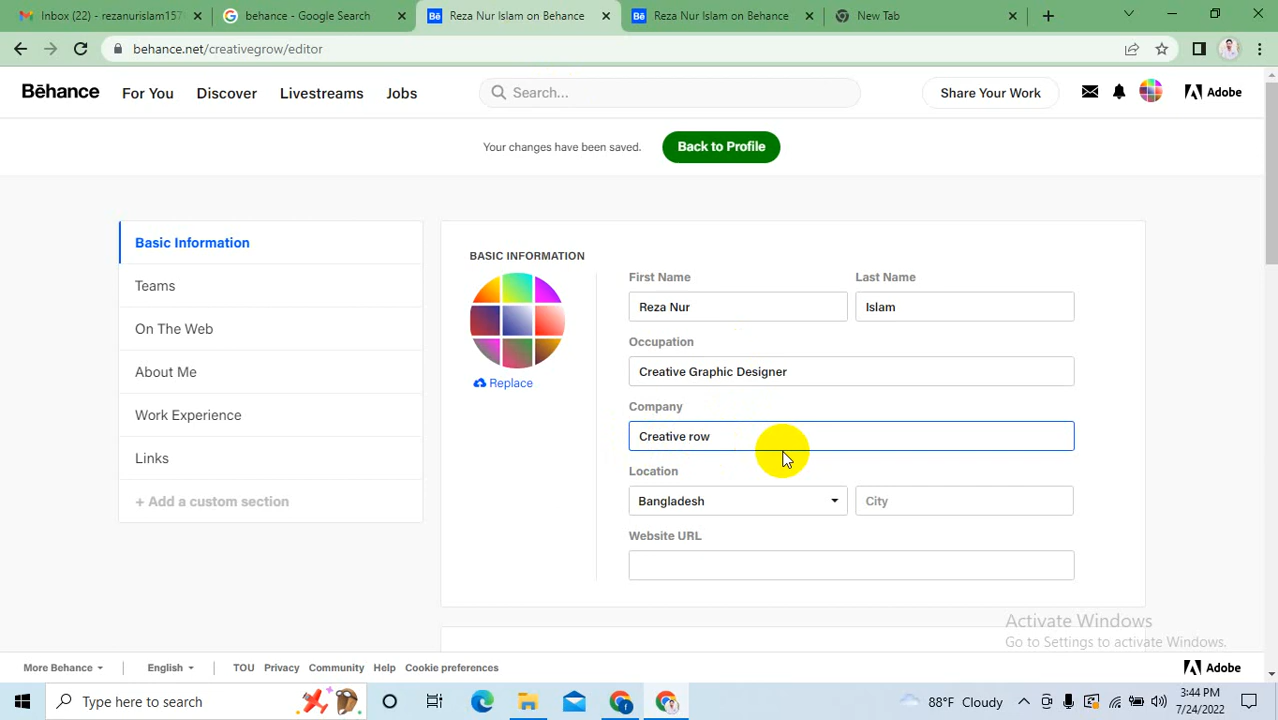 Inbox (22) - rezanurislam157
behance - Google Search
Reza Nur Islam on Behance
Reza Nur Islam on Behance
New Tab
behance.net/creativegrow/editor
Bēhance
For You
Discover
Livestreams
Jobs
Search...
Share Your Work
Adobe
Your changes have been saved.
Back to Profile
Basic Information
Teams
On The Web
About Me
Work Experience
Links
+ Add a custom section
BASIC INFORMATION
Replace
First Name
Last Name
Reza Nur
Islam
Occupation
Creative Graphic Designer
Company
Creative row
Location
Bangladesh
City
Website URL
Activate Windows
Go to Settings to activate Windows.
More Behance
English
TOU
Privacy
Community
Help
Cookie preferences
Adobe
Type here to search
88°F Cloudy
3:44 PM
7/24/2022